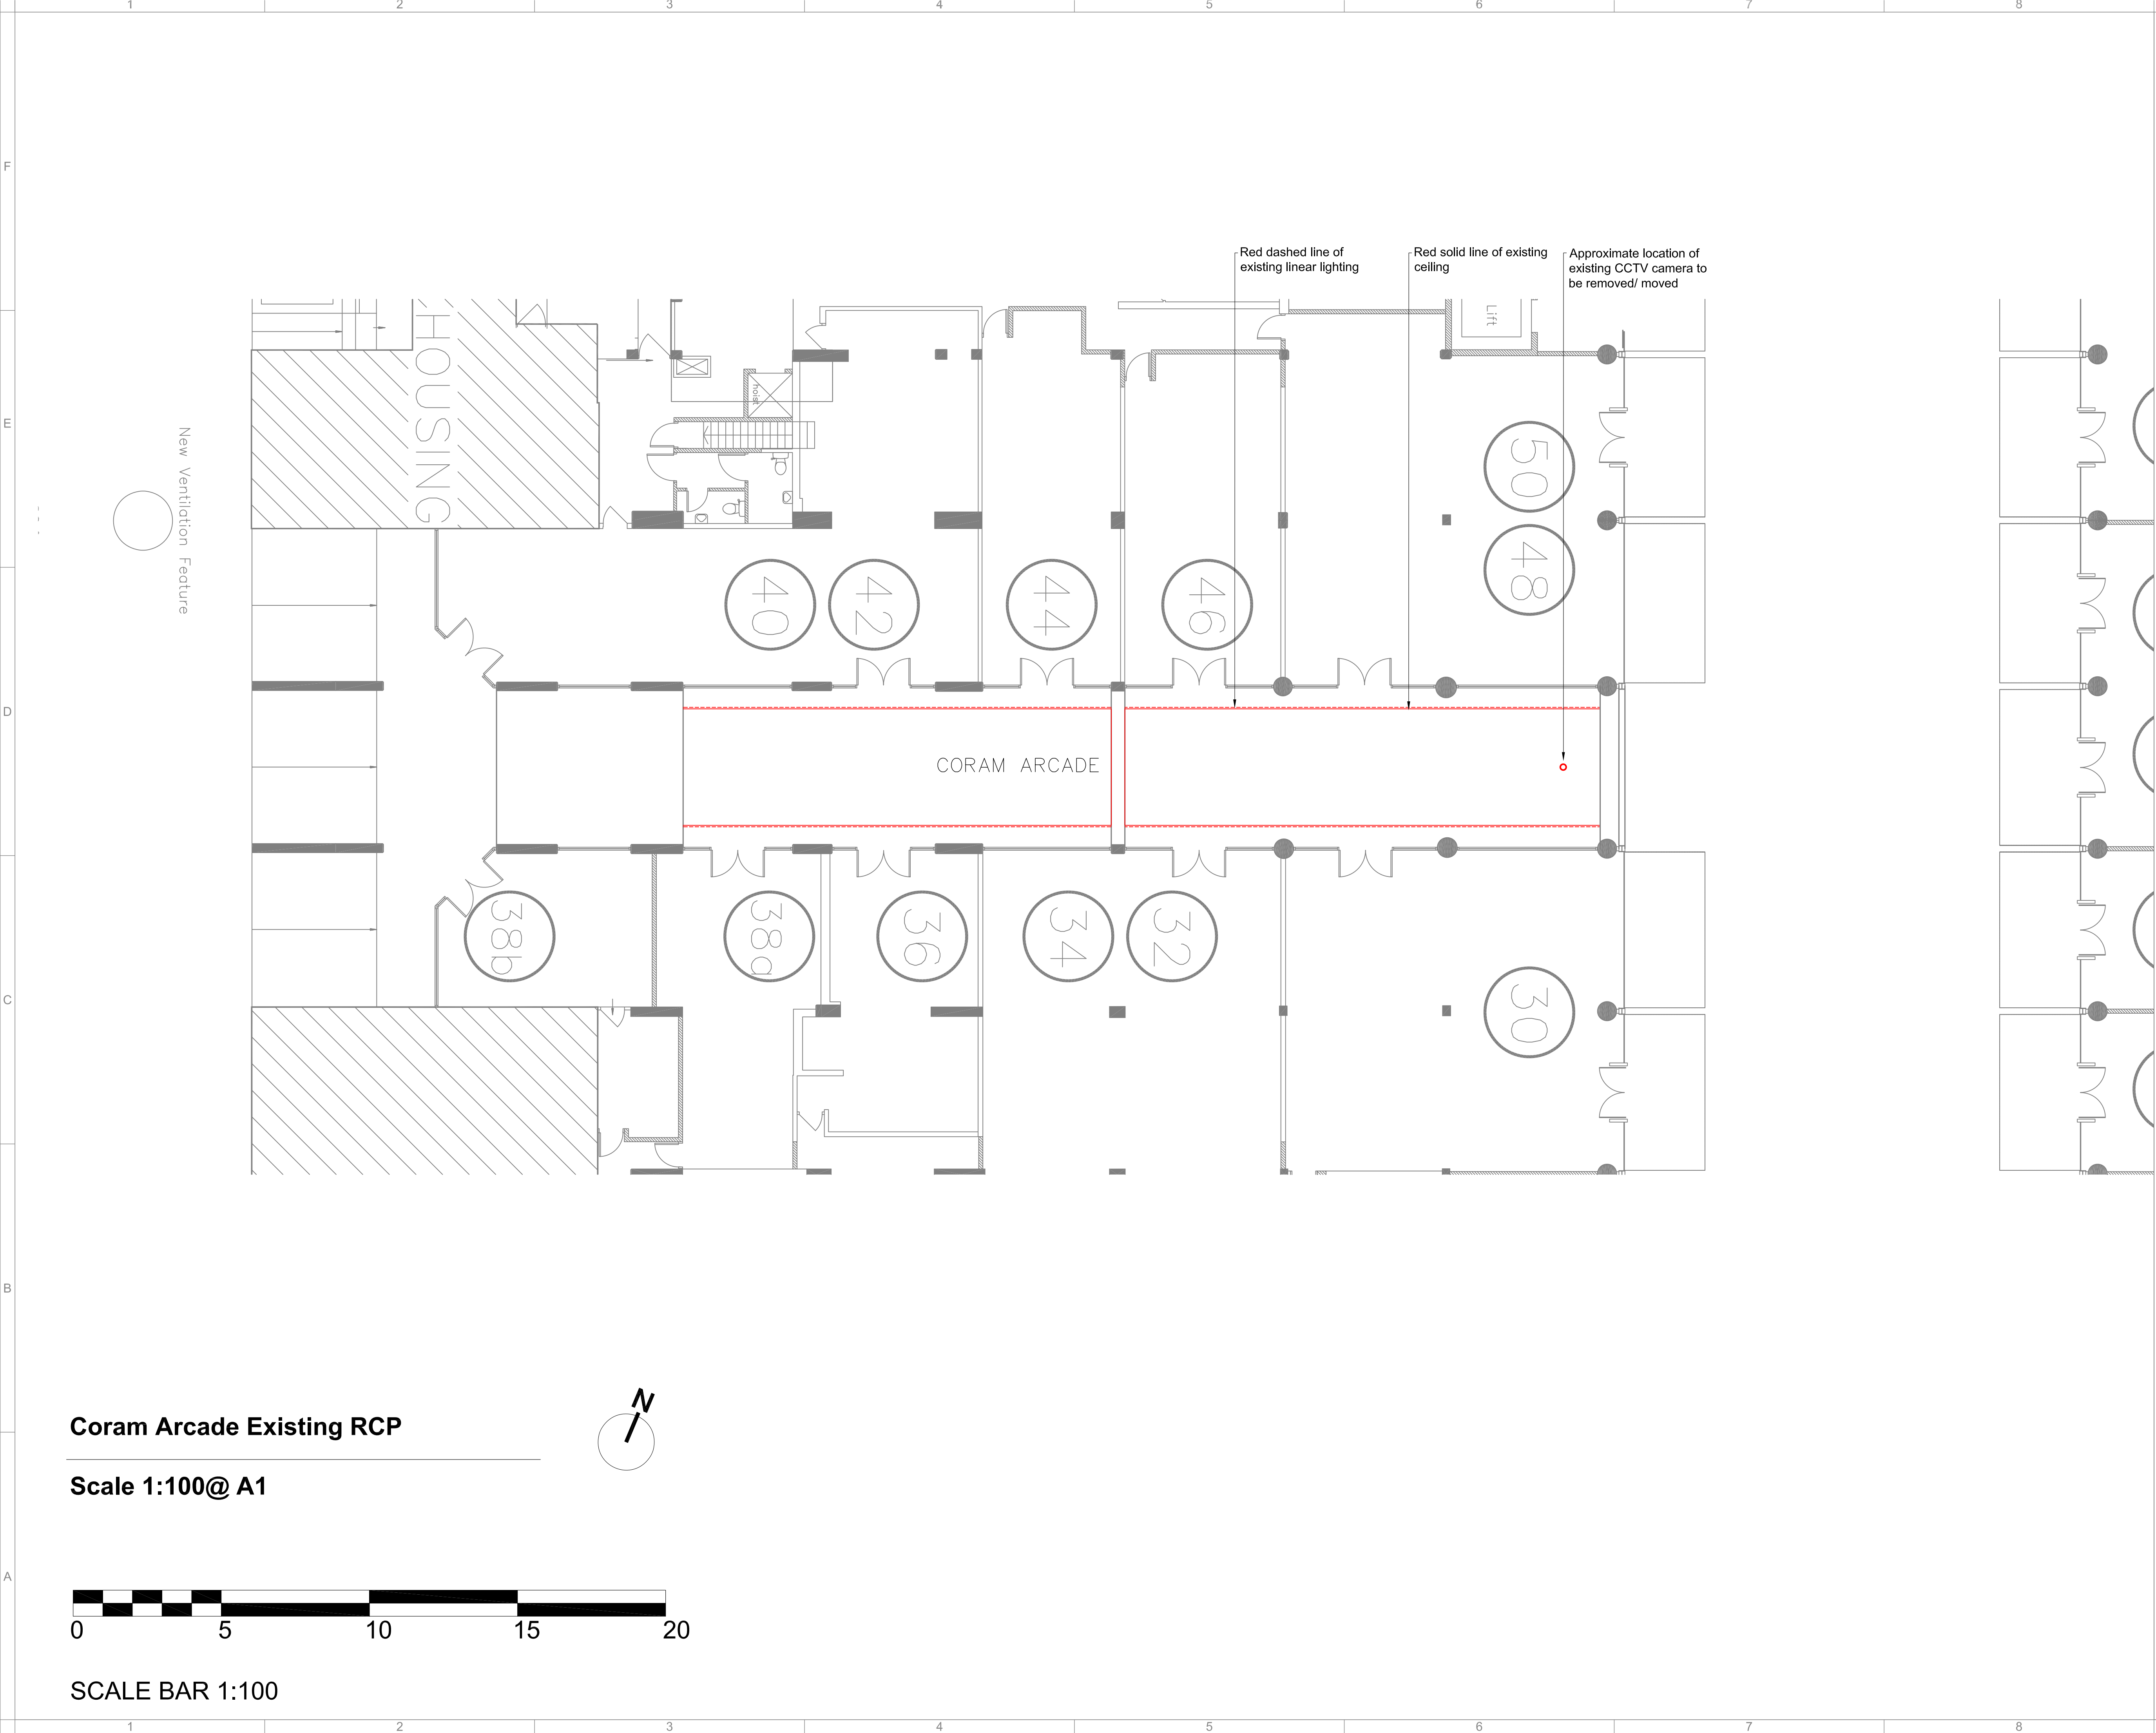 1 2 3 4 5 6 7 8
F
Red dashed line of
existing linear lighting
Red solid line of existing
ceiling
Approximate location of
existing CCTV camera to
be removed/ moved
Lift
HOUSING
hoist
E
New Ventilation Feature
50
48
40
42
44
46
D
CORAM ARCADE
38b
38a
36
34
32
30
C
B
N
Coram Arcade Existing RCP
Scale 1:100@ A1
A
0 5 10 15 20
SCALE BAR 1:100
1 2 3 4 5 6 7 8